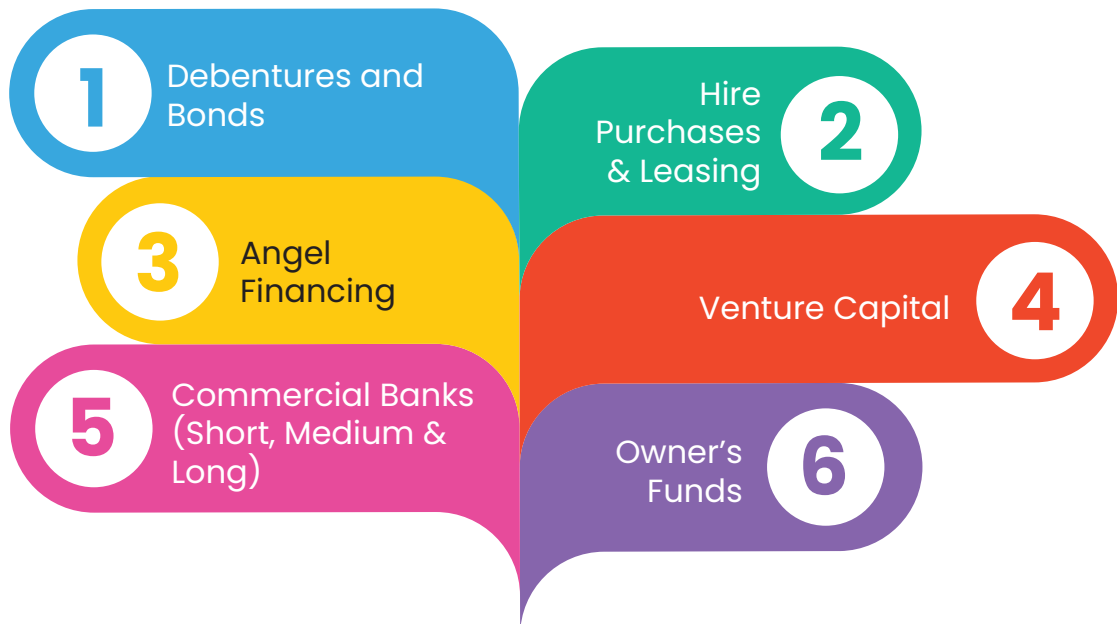 1
Debentures and
Bonds
Hire
Purchases
& Leasing
2
3
Angel
Financing
Venture Capital
4
5
Commercial Banks
(Short, Medium &
Long)
Owner’s
Funds
6